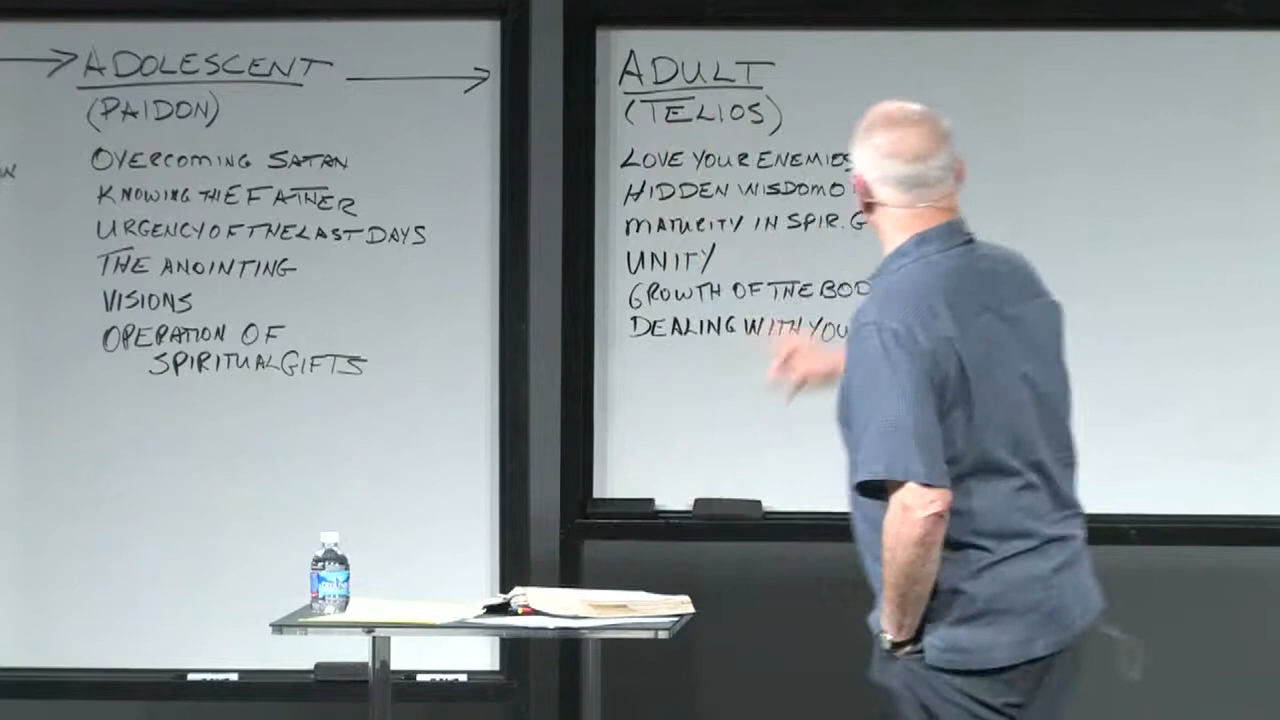 ADOLESCENT
(PAIDON)
OVERCOMING SATAN
KNOWING THE FATHER
URGENCY OF THE LAST DAYS
THE ANOINTING
VISIONS
OPERATION OF
SPIRITUAL GIFTS
ADULT
(TELIOS)
LOVE YOUR ENEMIES
HIDDEN WISDOM O
MATURITY IN SPIR. G
UNITY
GROWTH OF THE BOD
DEALING WITH YOU